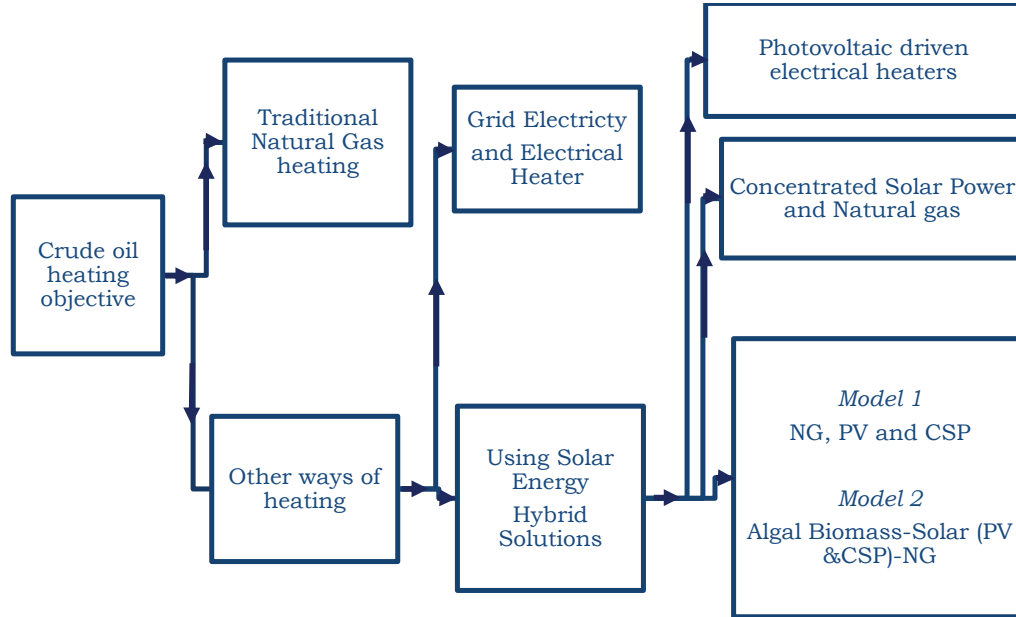 Crude oil
heating
objective
Traditional
Natural Gas
heating
Other ways of
heating
Grid Electricty
and Electrical
Heater
Using Solar
Energy
Hybrid
Solutions
Photovoltaic driven
electrical heaters
Concentrated Solar Power
and Natural gas
Model 1
NG, PV and CSP
Model 2
Algal Biomass-Solar (PV
&CSP)-NG